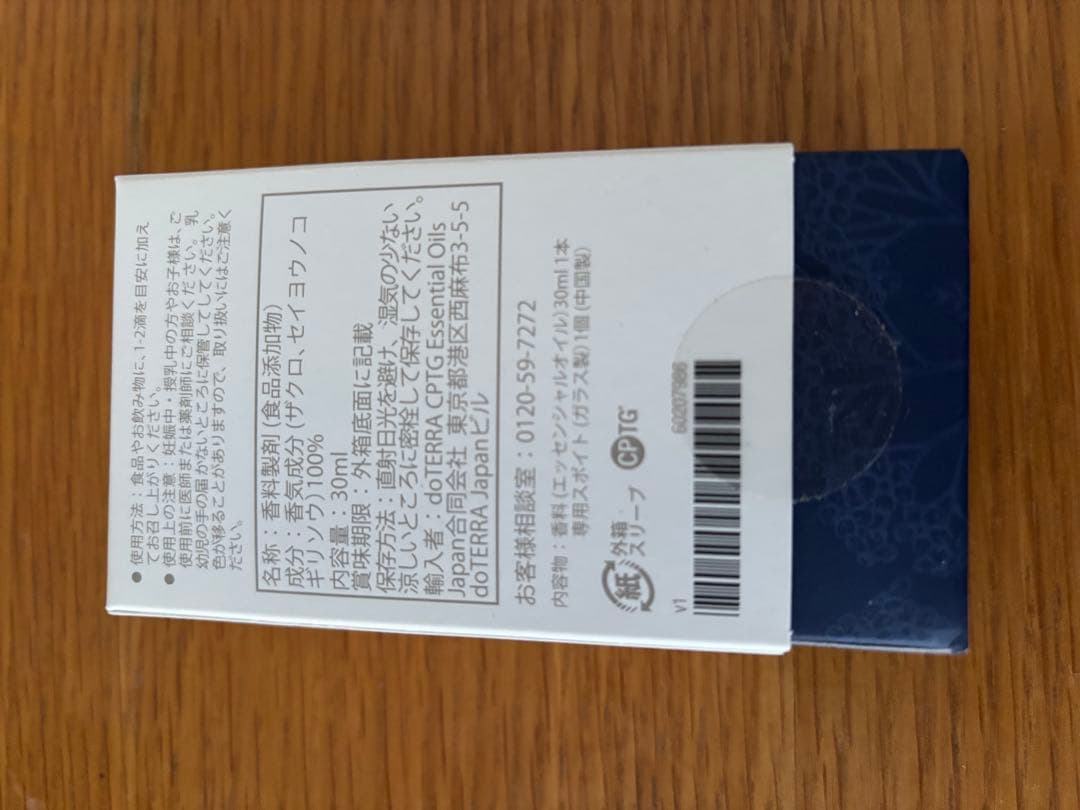 ● 使用方法：食品やお飲み物に、1-2滴を目安に加え
てお召し上がりください。
● 使用上の注意：妊娠中・授乳中の方やお子様は、ご
使用前に医師または薬剤師にご相談ください。乳
幼児の手の届かないところに保管してください。
色が移ることがありますので、取り扱いにはご注意く
ださい。
名称：香料製剤(食品添加物)
成分：香気成分(ザクロ、セイヨウノコ
ギリソウ)100%
内容量：30ml
賞味期限：外箱底面に記載
保存方法：直射日光を避け、湿気の少ない
涼しいところに密栓して保存してください。
輸入者：doTERRA CPTG Essential Oils
Japan合同会社 東京都港区西麻布3-5-5
doTERRA Japanビル
お客様相談室：0120-59-7272
内容物：香料(エッセンシャルオイル)30ml 1本
専用スポイト(ガラス製)1個(中国製)
紙 外箱
スリーブ
CPTG
v1 60207986